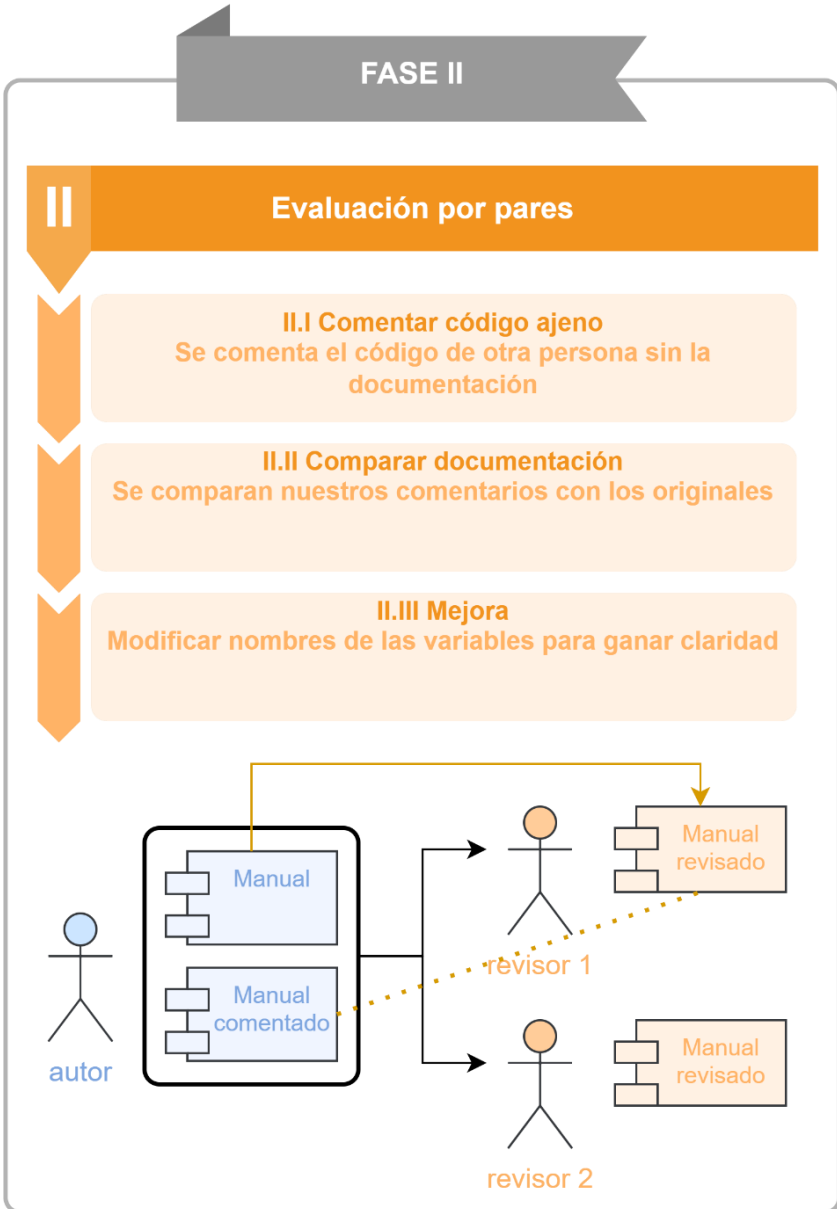 FASE II
II
Evaluación por pares
II.I Comentar código ajeno
Se comenta el código de otra persona sin la
documentación
II.II Comparar documentación
Se comparan nuestros comentarios con los originales
II.III Mejora
Modificar nombres de las variables para ganar claridad
Manual
Manual
revisado
revisor 1
Manual
comentado
autor
Manual
revisado
revisor 2